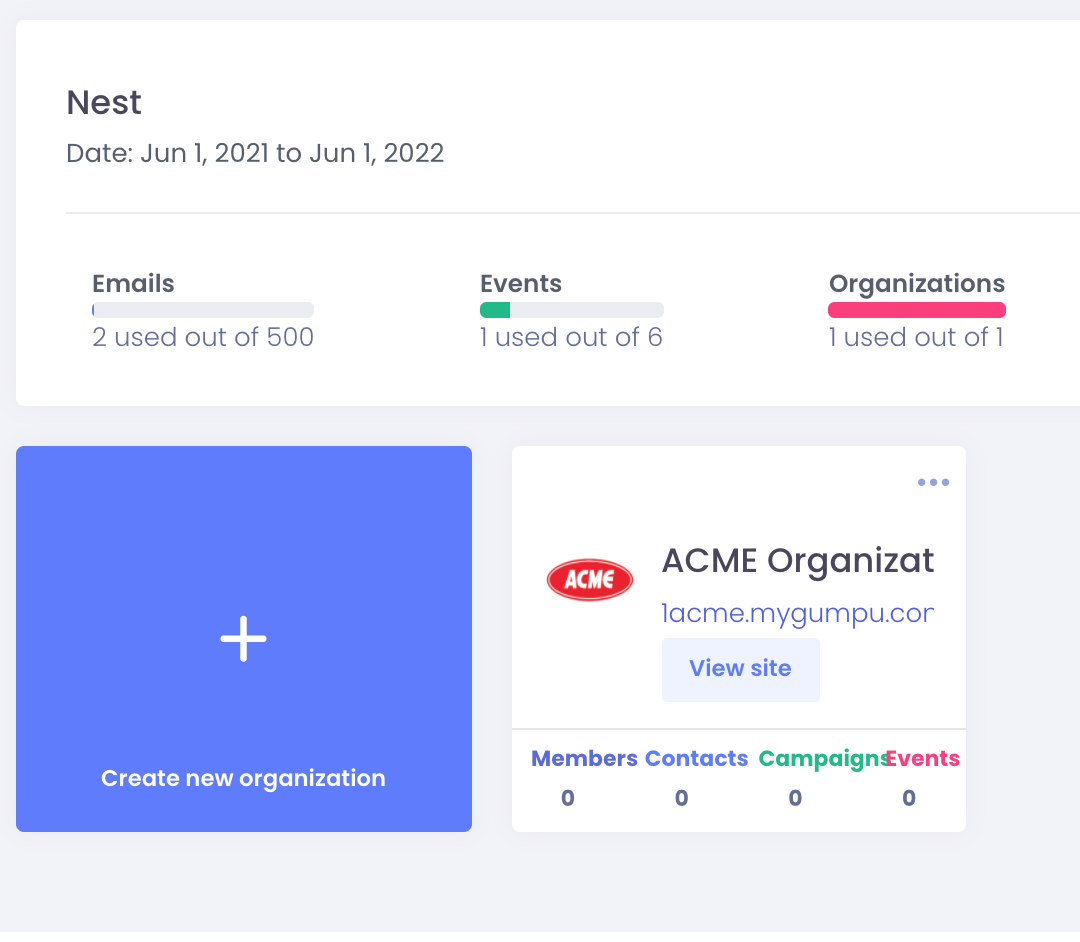 Nest
Date: Jun 1, 2021 to Jun 1, 2022
Emails
2 used out of 500
Events
1 used out of 6
Organizations
1 used out of 1
Create new organization
ACME
ACME Organizat
1acme.mygumpu.cor
View site
Members Contacts Campaigns Events
0 0 0 0